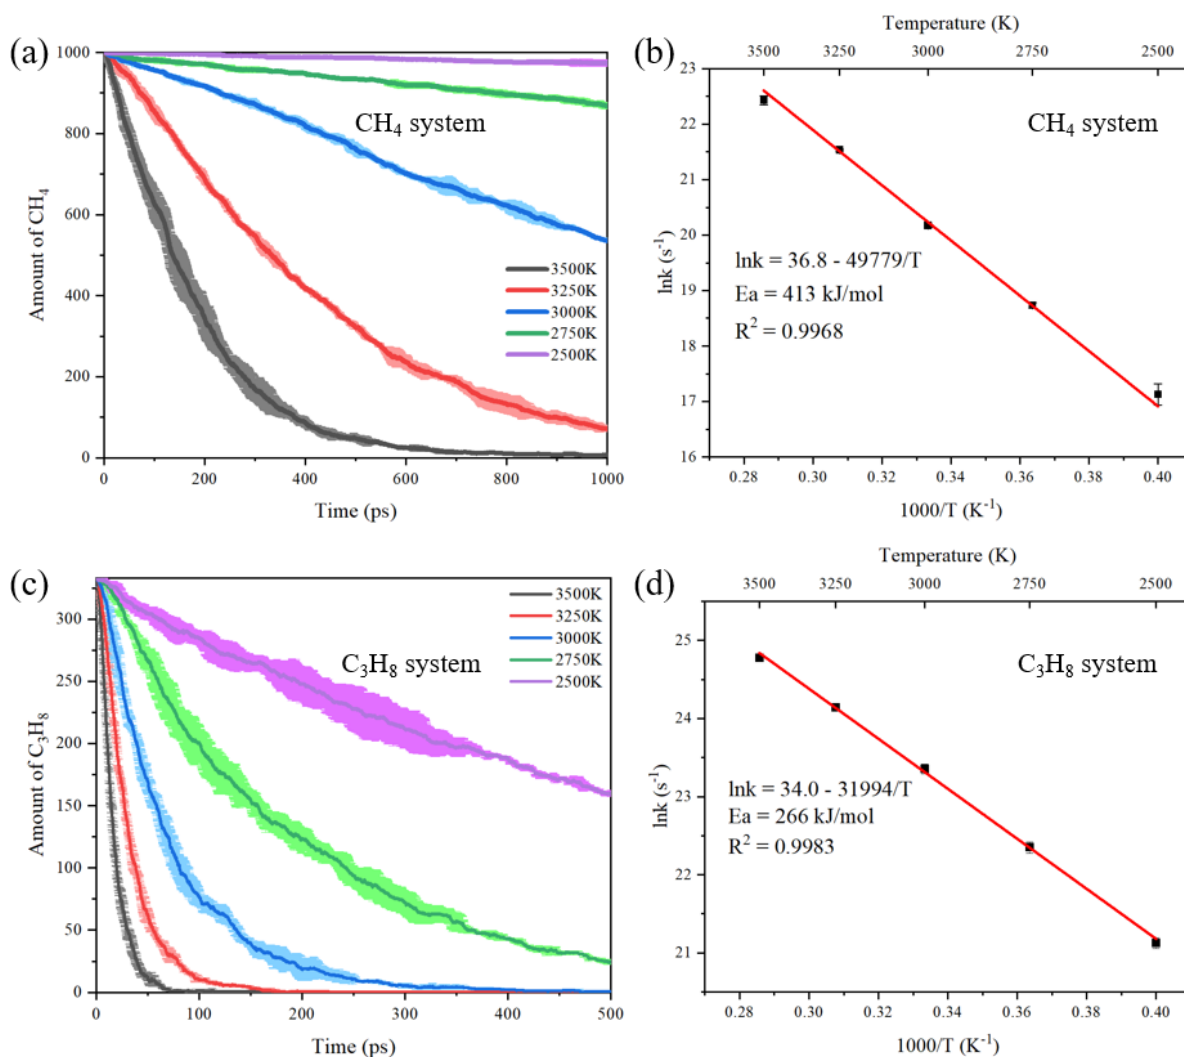 (a)
1000
800
600
400
200
0
Amount of CH4
CH4 system
3500K
3250K
3000K
2750K
2500K
0 200 400 600 800 1000
Time (ps)
(b)
Temperature (K)
3500 3250 3000 2750 2500
23
22
21
20
19
18
17
16
lnk (s-1)
CH4 system
lnk = 36.8 - 49779/T
Ea = 413 kJ/mol
R2 = 0.9968
0.28 0.30 0.32 0.34 0.36 0.38 0.40
1000/T (K-1)
(c)
300
250
200
150
100
50
0
Amount of C3H8
C3H8 system
3500K
3250K
3000K
2750K
2500K
0 100 200 300 400 500
Time (ps)
(d)
Temperature (K)
3500 3250 3000 2750 2500
25
24
23
22
21
lnk (s-1)
C3H8 system
lnk = 34.0 - 31994/T
Ea = 266 kJ/mol
R2 = 0.9983
0.28 0.30 0.32 0.34 0.36 0.38 0.40
1000/T (K-1)